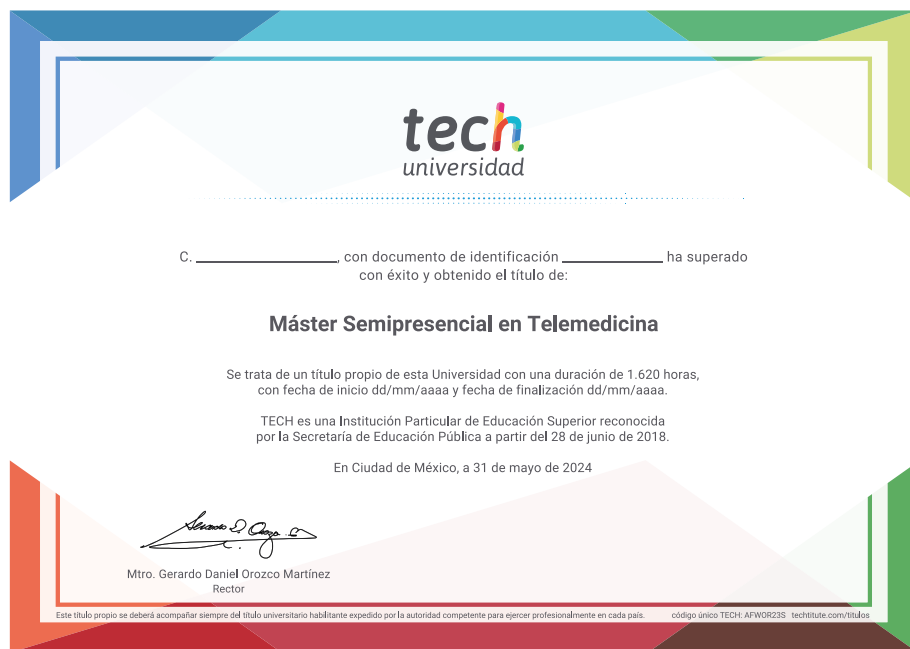 tech
universidad
C. ____________, con documento de identificación ____________ ha superado
con éxito y obtenido el título de:
Máster Semipresencial en Telemedicina
Se trata de un título propio de esta Universidad con una duración de 1.620 horas,
con fecha de inicio dd/mm/aaaa y fecha de finalización dd/mm/aaaa.
TECH es una Institución Particular de Educación Superior reconocida
por la Secretaría de Educación Pública a partir del 28 de junio de 2018.
En Ciudad de México, a 31 de mayo de 2024
Mtro. Gerardo Daniel Orozco Martínez
Rector
Este título propio se deberá acompañar siempre del título universitario habilitante expedido por la autoridad competente para ejercer profesionalmente en cada país. código único TECH: AFWOR23S techtitute.com/titulos